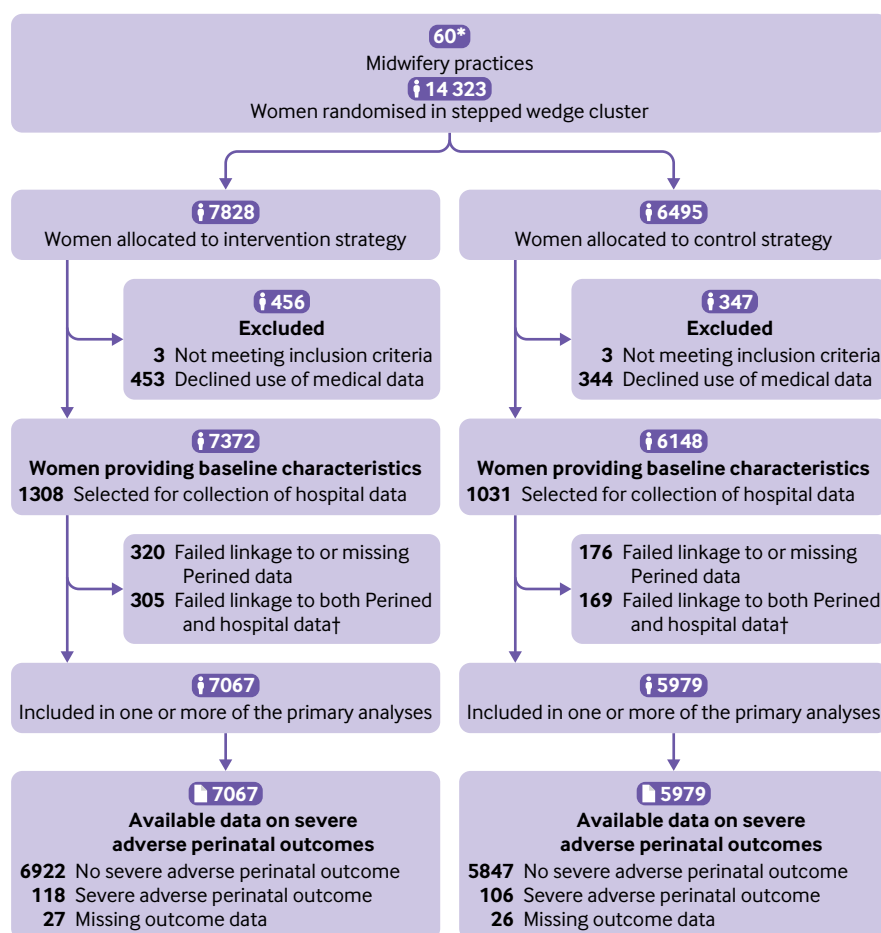 60*
Midwifery practices
14 323
Women randomised in stepped wedge cluster
7828
Women allocated to intervention strategy
6495
Women allocated to control strategy
456
Excluded
3 Not meeting inclusion criteria
453 Declined use of medical data
347
Excluded
3 Not meeting inclusion criteria
344 Declined use of medical data
7372
Women providing baseline characteristics
1308 Selected for collection of hospital data
6148
Women providing baseline characteristics
1031 Selected for collection of hospital data
320 Failed linkage to or missing
Perined data
305 Failed linkage to both Perined
and hospital data†
176 Failed linkage to or missing
Perined data
169 Failed linkage to both Perined
and hospital data†
7067
Included in one or more of the primary analyses
5979
Included in one or more of the primary analyses
7067
Available data on severe
adverse perinatal outcomes
6922 No severe adverse perinatal outcome
118 Severe adverse perinatal outcome
27 Missing outcome data
5979
Available data on severe
adverse perinatal outcomes
5847 No severe adverse perinatal outcome
106 Severe adverse perinatal outcome
26 Missing outcome data